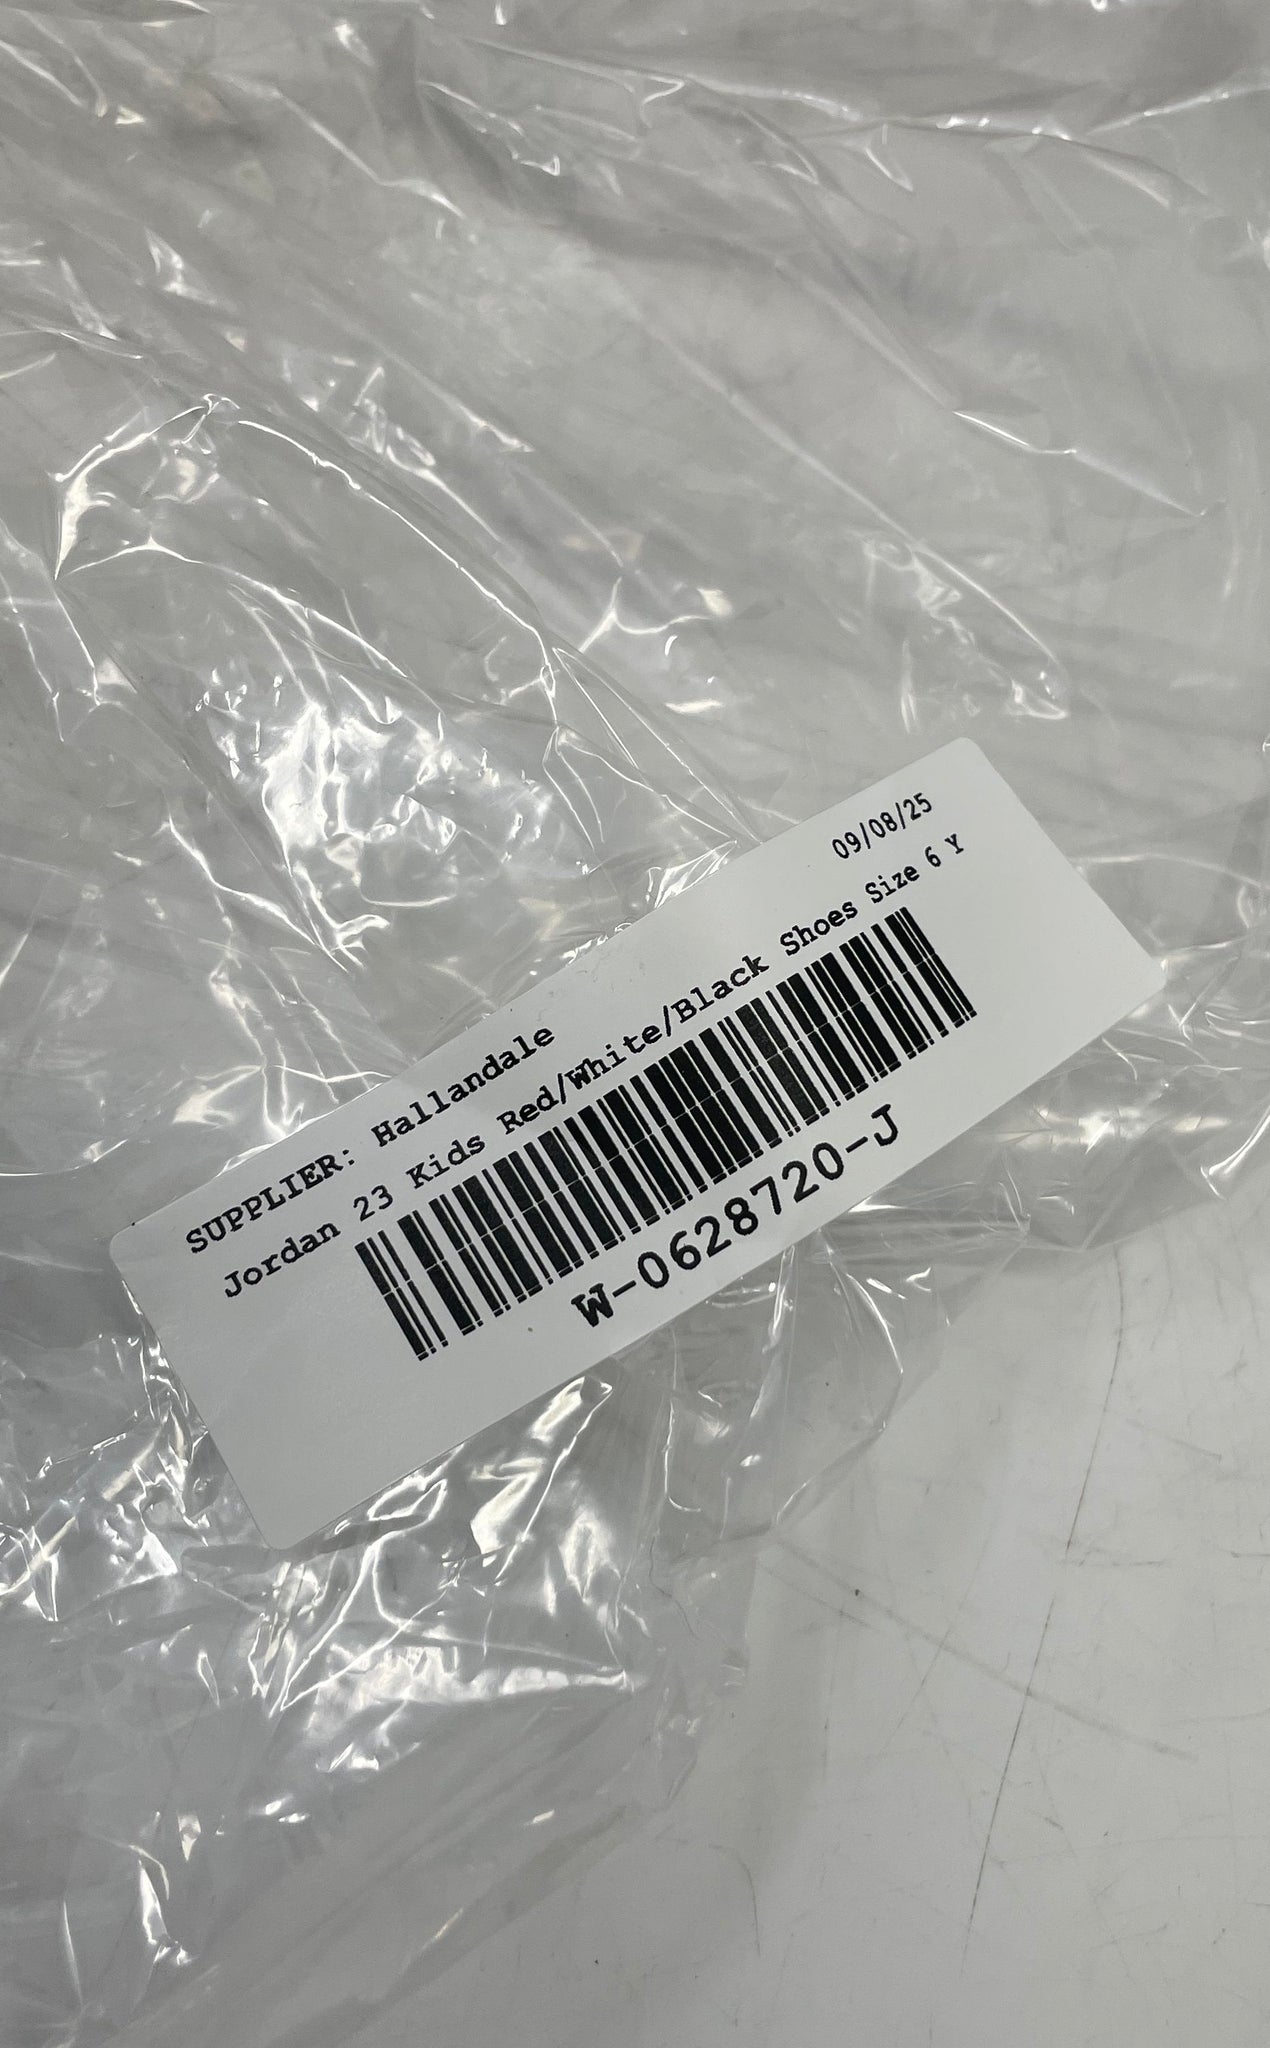 09/08/25
SUPPLIER: Hallandale
Jordan 23 Kids Red/White/Black Shoes Size 6 Y
W-0628720-J